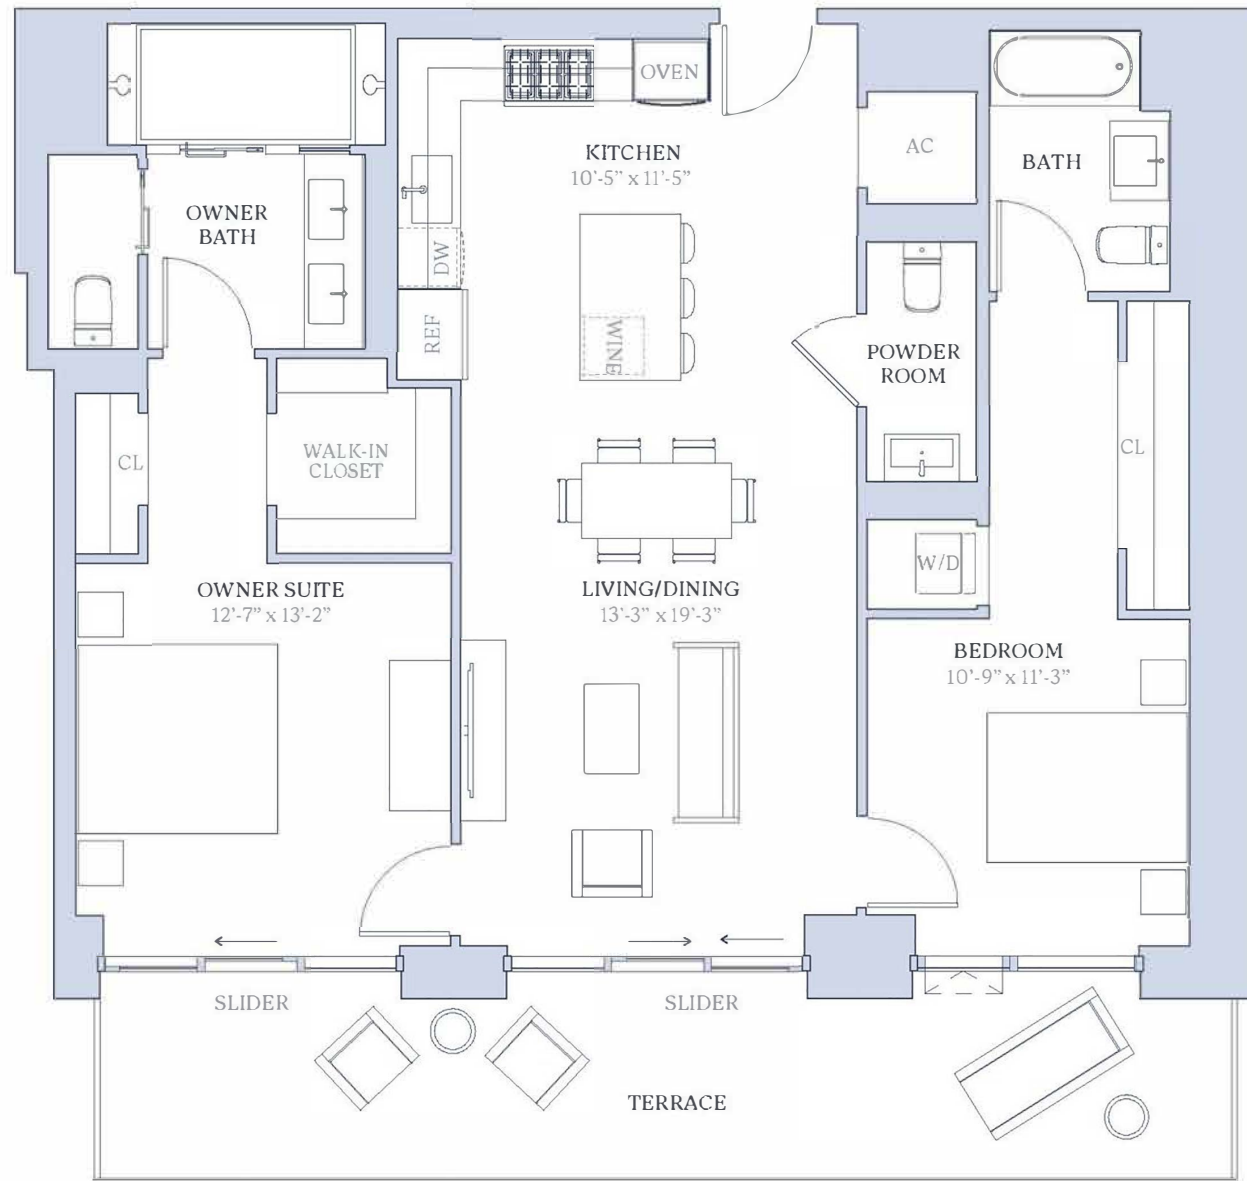 OVEN
KITCHEN
10'-5" x 11'-5"
AC
BATH
OWNER
BATH
DW
REF
WINE
POWDER
ROOM
CL
WALK-IN
CLOSET
CL
W/D
OWNER SUITE
12'-7" x 13'-2"
LIVING/DINING
13'-3" x 19'-3"
BEDROOM
10'-9" x 11'-3"
SLIDER
SLIDER
TERRACE